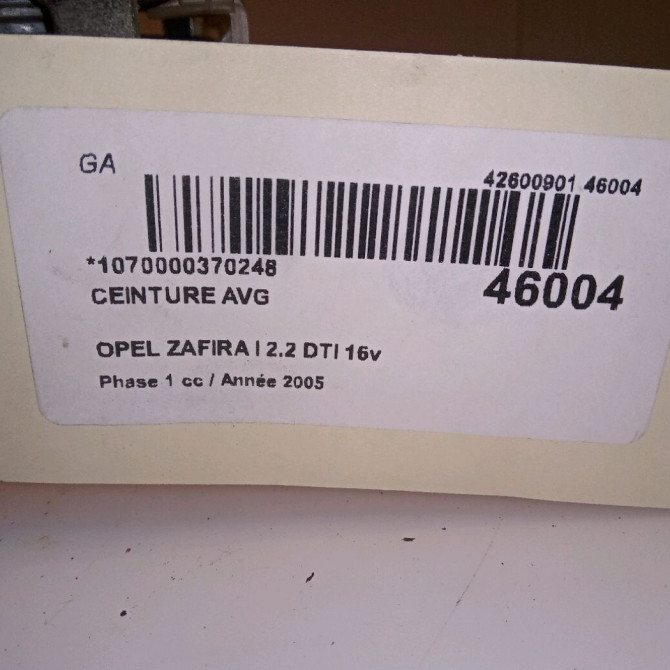 GA
42600901 46004
*1070000370248
46004
CEINTURE AVG
OPEL ZAFIRA I 2.2 DTI 16v
Phase 1 cc / Année 2005